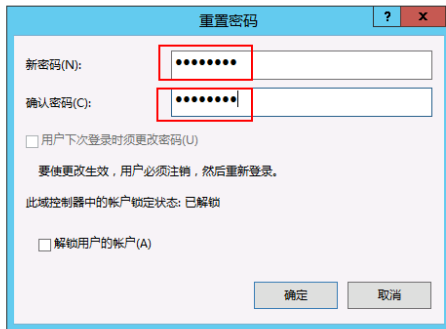 重置密码
? x
新密码(N): ●●●●●●●●
确认密码(C): ●●●●●●●●
用户下次登录时须更改密码(U)
要使更改生效，用户必须注销，然后重新登录。
此域控制器中的帐户锁定状态: 已解锁
解锁用户的帐户(A)
确定 取消